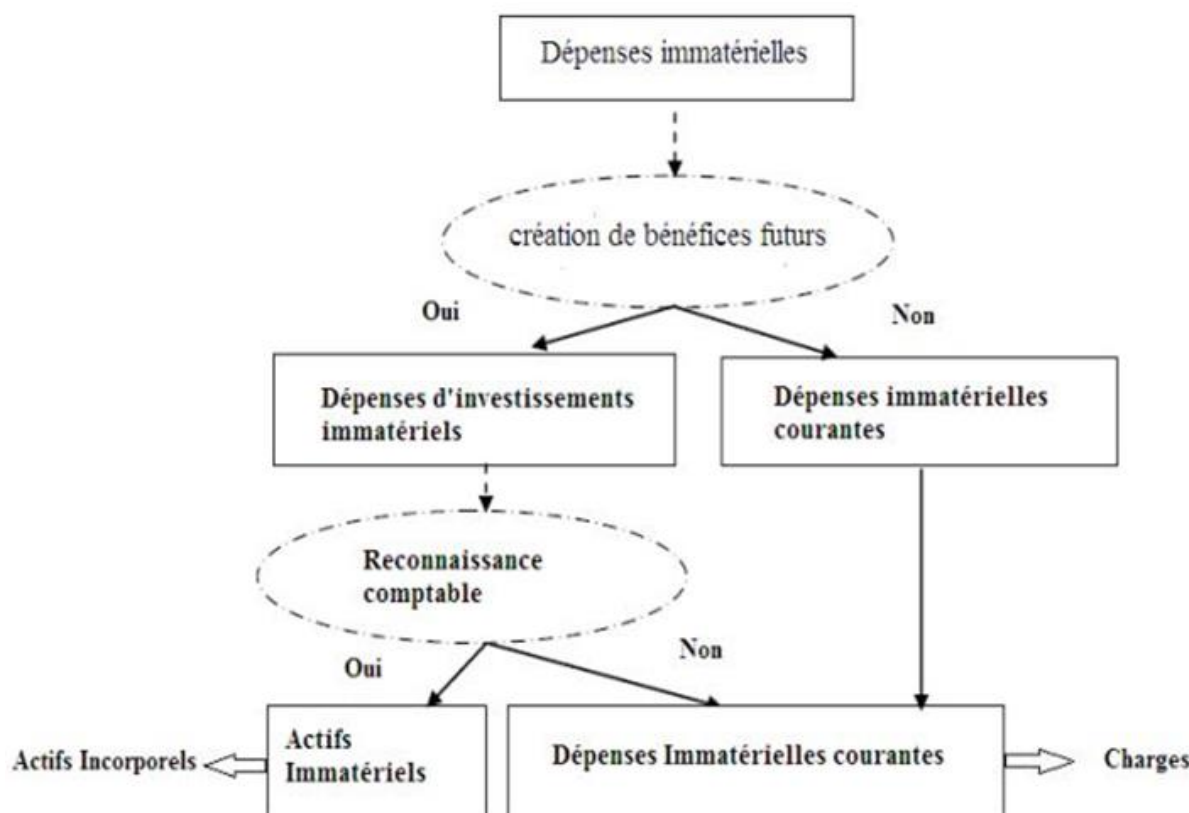 Dépenses immatérielles
création de bénéfices futurs
Oui
Non
Dépenses d'investissements
immatériels
Dépenses immatérielles
courantes
Reconnaissance
comptable
Oui
Non
Actifs Incorporels
Actifs
Immatériels
Dépenses Immatérielles courantes
Charges